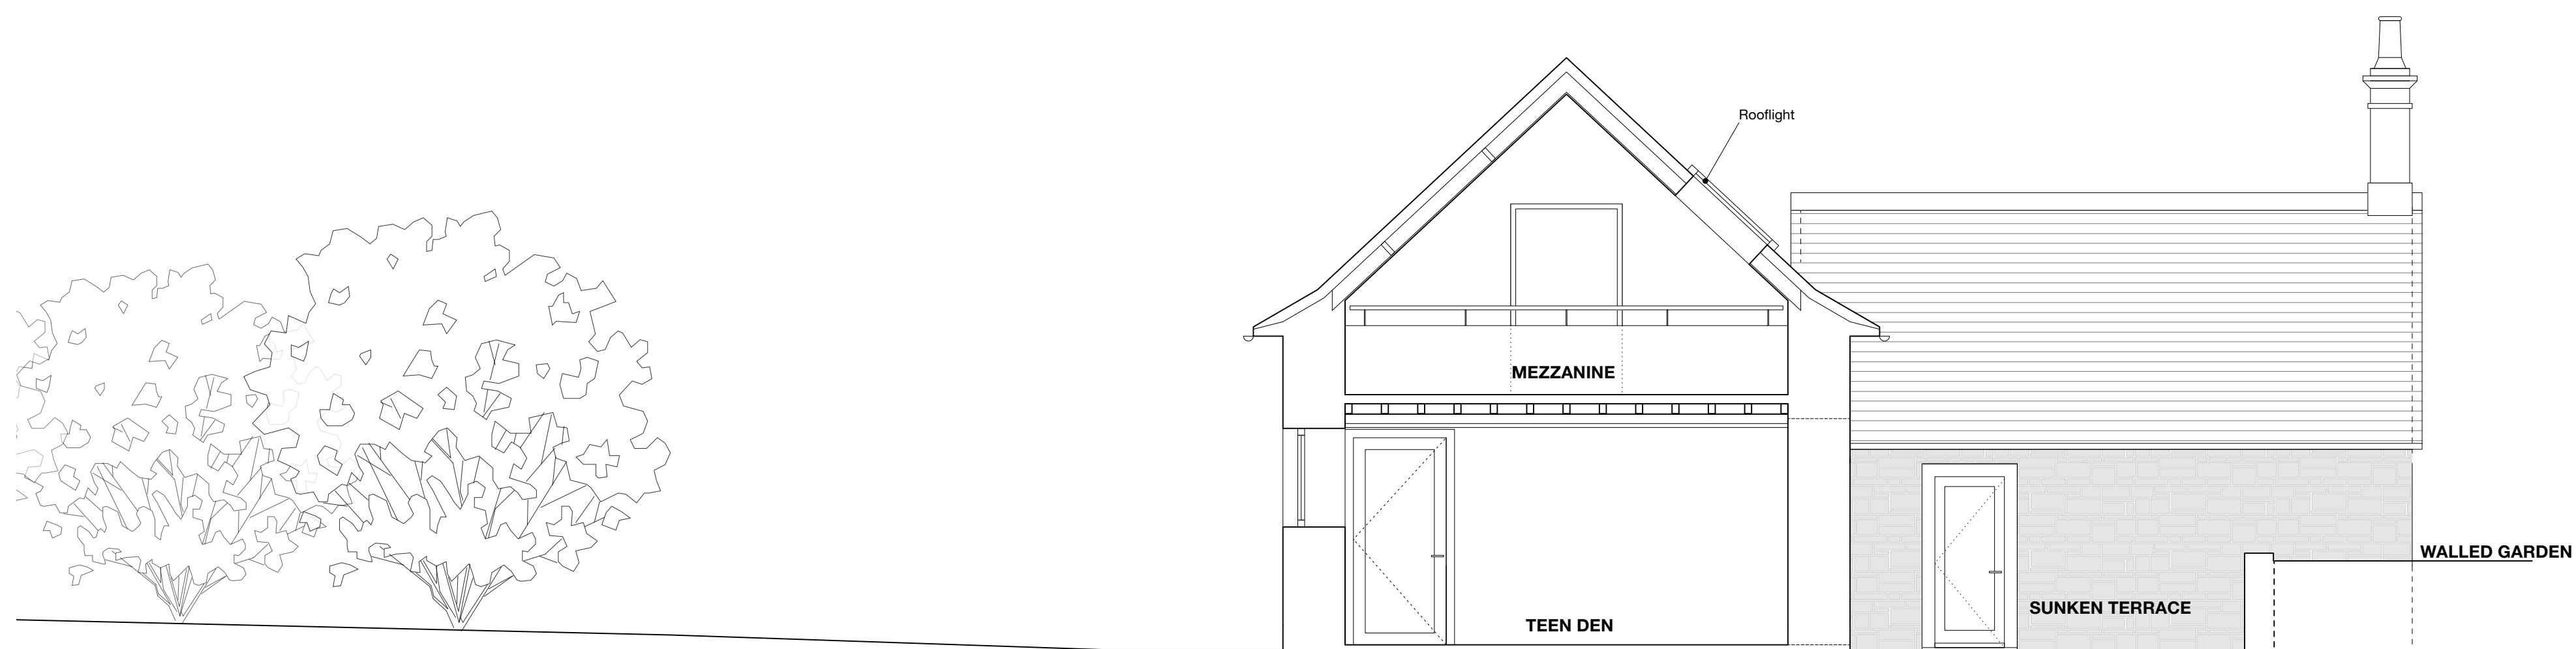 Rooflight
MEZZANINE
WALLED GARDEN
SUNKEN TERRACE
TEEN DEN